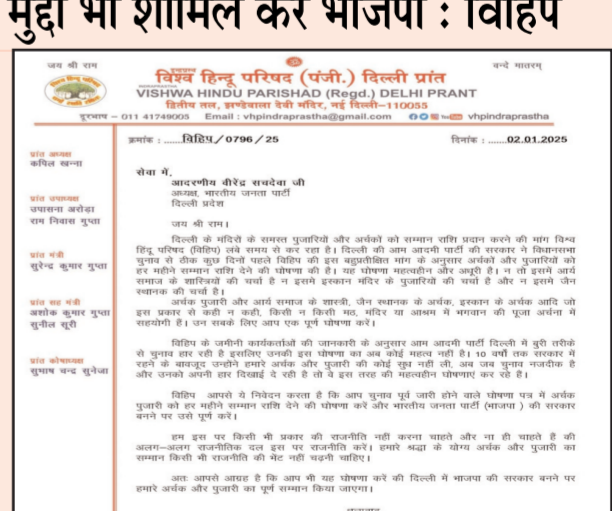 मुद्दा भी शामिल करे भाजपा : विहिप
जय श्री राम
वन्दे मातरम्
विश्व हिन्दू परिषद (पंजी.) दिल्ली प्रांत
VISHWA HINDU PARISHAD (Regd.) DELHI PRANT
द्वितीय तल, झण्डेवाला देवी मंदिर, नई दिल्ली-110055
दूरभाष - 011 41749005 Email : vhpindraprastha@gmail.com vhpindraprastha
क्रमांक : ......विहिप/0796/25
दिनांक : ......02.01.2025
प्रांत अध्यक्ष
कपिल खन्ना
प्रांत उपाध्यक्ष
उपासना अरोड़ा
राम निवास गुप्ता
प्रांत मंत्री
सुरेन्द्र कुमार गुप्ता
प्रांत सह मंत्री
अशोक कुमार गुप्ता
सुनील सूरी
प्रांत कोषाध्यक्ष
सुभाष चन्द्र सुनेजा
सेवा में,
आदरणीय वीरेंद्र सचदेवा जी
अध्यक्ष, भारतीय जनता पार्टी
दिल्ली प्रदेश
जय श्री राम।
दिल्ली के मंदिरों के समस्त पुजारियों और अर्चकों को सम्मान राशि प्रदान करने की मांग विश्व
हिंदू परिषद (विहिप) लंबे समय से कर रहा है। दिल्ली की आम आदमी पार्टी की सरकार ने विधानसभा
चुनाव से ठीक कुछ दिनों पहले विहिप की इस बहुप्रतीक्षित मांग के अनुसार अर्चकों और पुजारियों को
हर महीने सम्मान राशि देने की घोषणा की है। यह घोषणा महत्वहीन और अधूरी है। न तो इसमें आर्य
समाज के शास्त्रियों की चर्चा है न इसमे इस्कान मंदिर के पुजारियों की चर्चा है और न इसमे जैन
स्थानक की चर्चा है।
अर्चक पुजारी और आर्य समाज के शास्त्री, जैन स्थानक के अर्चक, इस्कान के अर्चक आदि जो
इस प्रकार से कही न कही, किसी न किसी मठ, मंदिर या आश्रम में भगवान की पूजा अर्चना में
सहयोगी हैं। उन सबके लिए आप एक पूर्ण घोषणा करें।
विहिप के जमीनी कार्यकर्ताओं की जानकारी के अनुसार आम आदमी पार्टी दिल्ली में बुरी तरीके
से चुनाव हार रही है इसलिए उनकी इस घोषणा का अब कोई महत्व नहीं है। 10 वर्षों तक सरकार में
रहने के बावजूद उन्होंने हमारे अर्चक और पुजारी की कोई सुध नहीं ली, अब जब चुनाव नजदीक है
और उनको अपनी हार दिखाई दे रही है तो वे इस तरह की महत्वहीन घोषणाएं कर रहे है।
विहिप आपसे ये निवेदन करता है कि आप चुनाव पूर्व जारी होने वाले घोषणा पत्र में अर्चक
पुजारी को हर महीने सम्मान राशि देने की घोषणा करें और भारतीय जनता पार्टी (भाजपा ) की सरकार
बनने पर उसे पूर्ण करें।
हम इस पर किसी भी प्रकार की राजनीति नहीं करना चाहते और ना ही चाहते हैं की
अलग-अलग राजनीतिक दल इस पर राजनीति करें। हमारे श्रद्धा के योग्य अर्चक और पुजारी का
सम्मान किसी भी राजनीति की भेंट नहीं चढ़नी चाहिए।
अतः आपसे आग्रह है कि आप भी यह घोषणा करें की दिल्ली में भाजपा की सरकार बनने पर
हमारे अर्चक और पुजारी का पूर्ण सम्मान किया जाएगा।